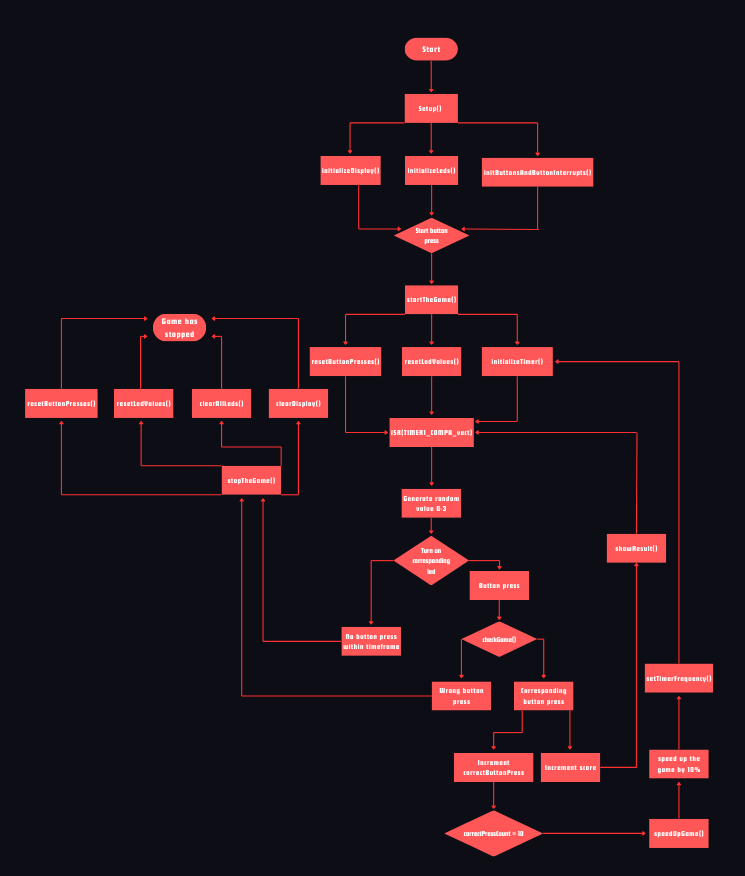 Start
Setup()
initializeDisplay()
initializeLeds()
initButtonsAndButtonInterrupts()
Start button
press
startTheGame()
Game has
stopped
resetButtonPresses()
resetLedValues()
initializeTimer()
resetButtonPresses()
resetLedValues()
clearAllLeds()
clearDisplay()
ISR(TIMER1_COMPA_vect)
stopTheGame()
Generate random
value 0-3
Turn on
corresponding
led
showResult()
Button press
No button press
within timeframe
checkGame()
setTimerFrequency()
Wrong button
press
Corresponding
button press
Increment
correctButtonPress
Increment score
speed up the
game by 10%
correctPressCount = 10
speedUpGame()